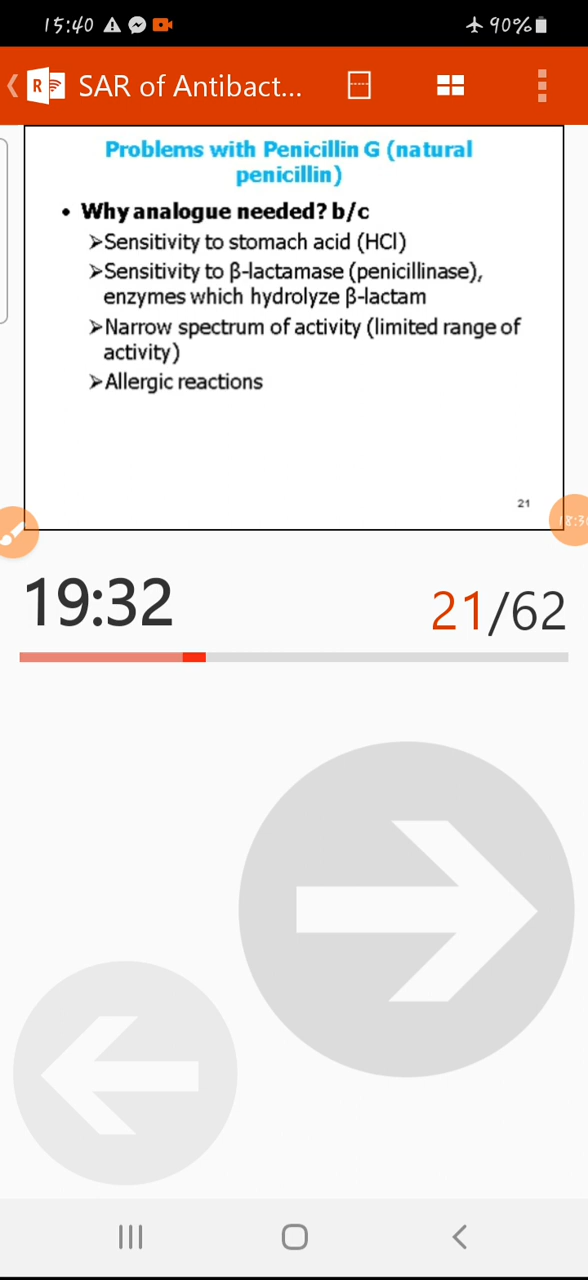 15:40 90%
R SAR of Antibact...
Problems with Penicillin G (natural
penicillin)
• Why analogue needed? b/c
➢Sensitivity to stomach acid (HCl)
➢Sensitivity to β-lactamase (penicillinase),
enzymes which hydrolyze β-lactam
➢Narrow spectrum of activity (limited range of
activity)
➢Allergic reactions
21
19:32 21/62